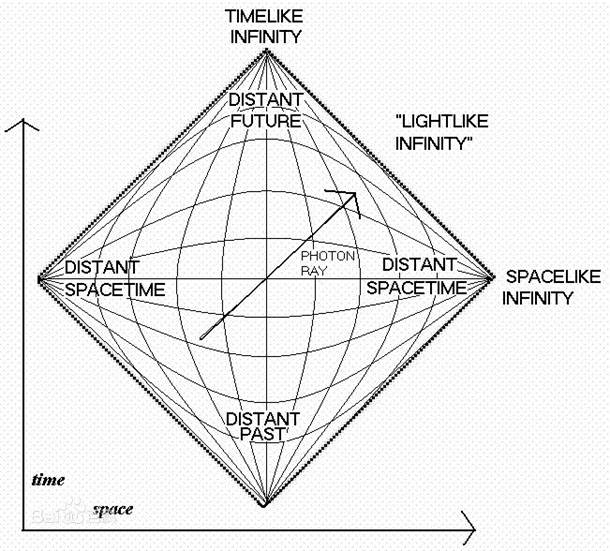 TIMELIKE
INFINITY
DISTANT
FUTURE
"LIGHTLIKE
INFINITY"
PHOTON
RAY
DISTANT
SPACETIME
DISTANT
SPACETIME
SPACELIKE
INFINITY
DISTANT
PAST
time
space